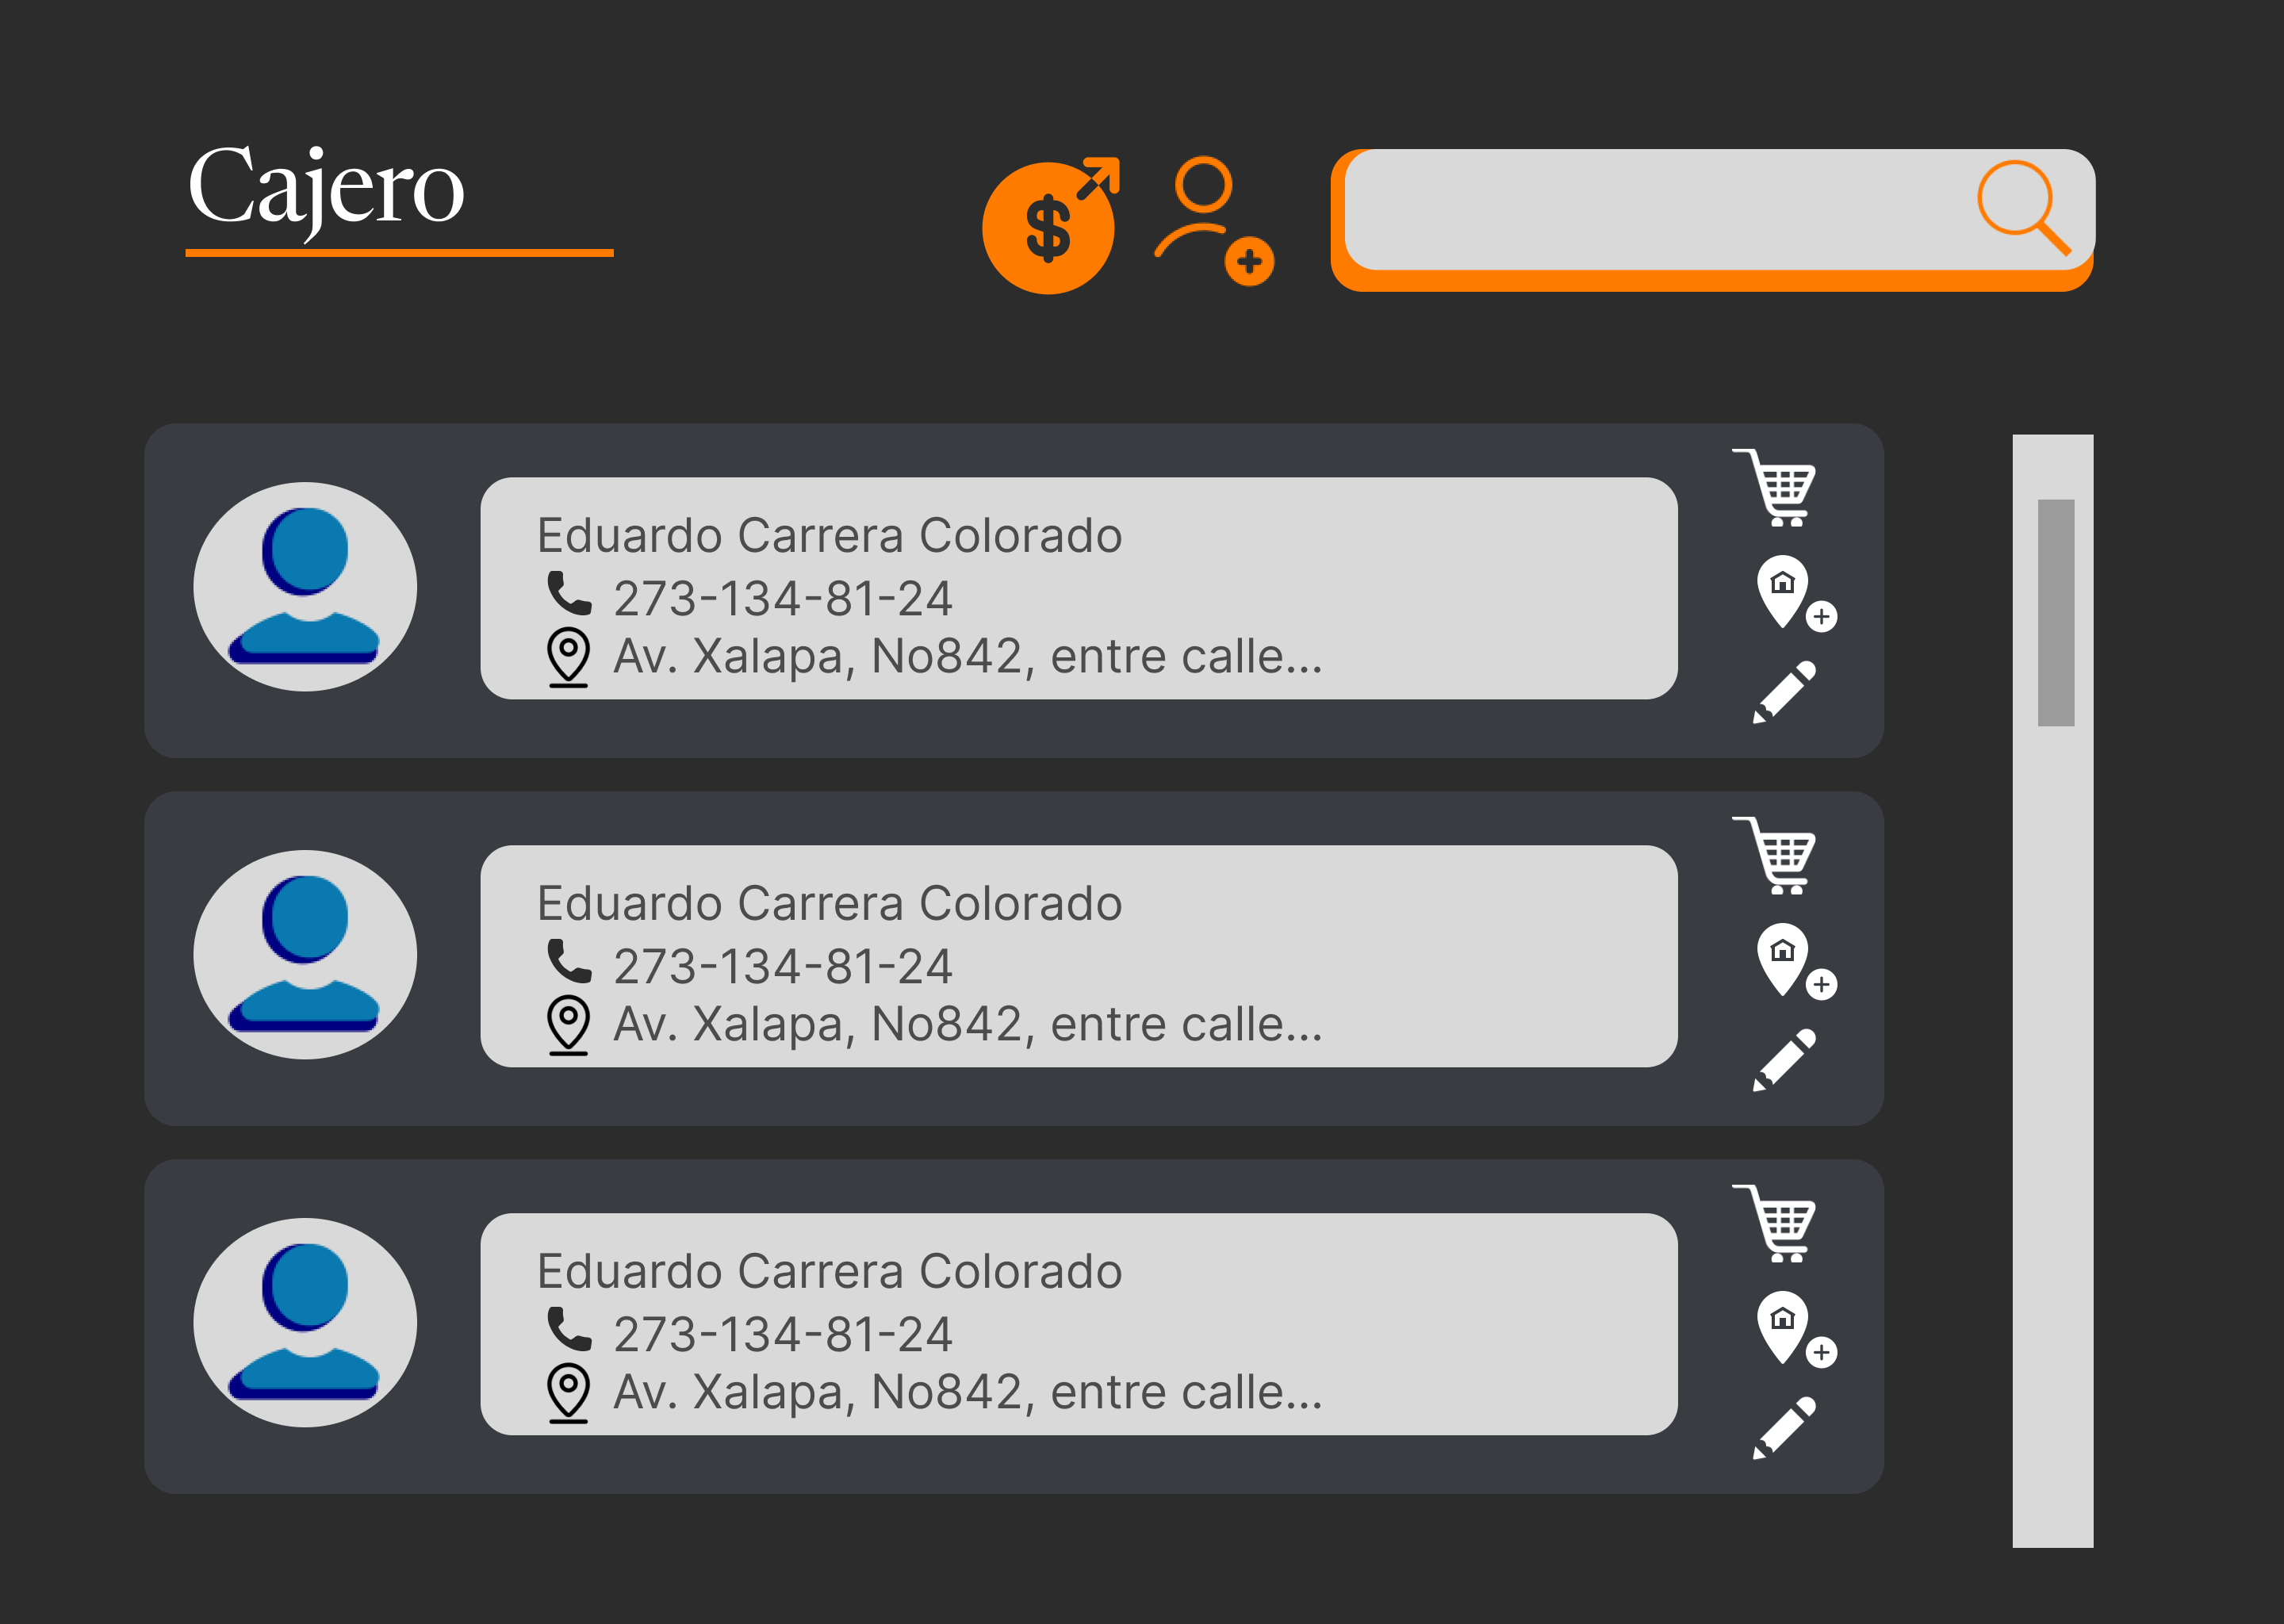 Cajero
Eduardo Carrera Colorado
273-134-81-24
Av. Xalapa, No842, entre calle...
Eduardo Carrera Colorado
273-134-81-24
Av. Xalapa, No842, entre calle...
Eduardo Carrera Colorado
273-134-81-24
Av. Xalapa, No842, entre calle...